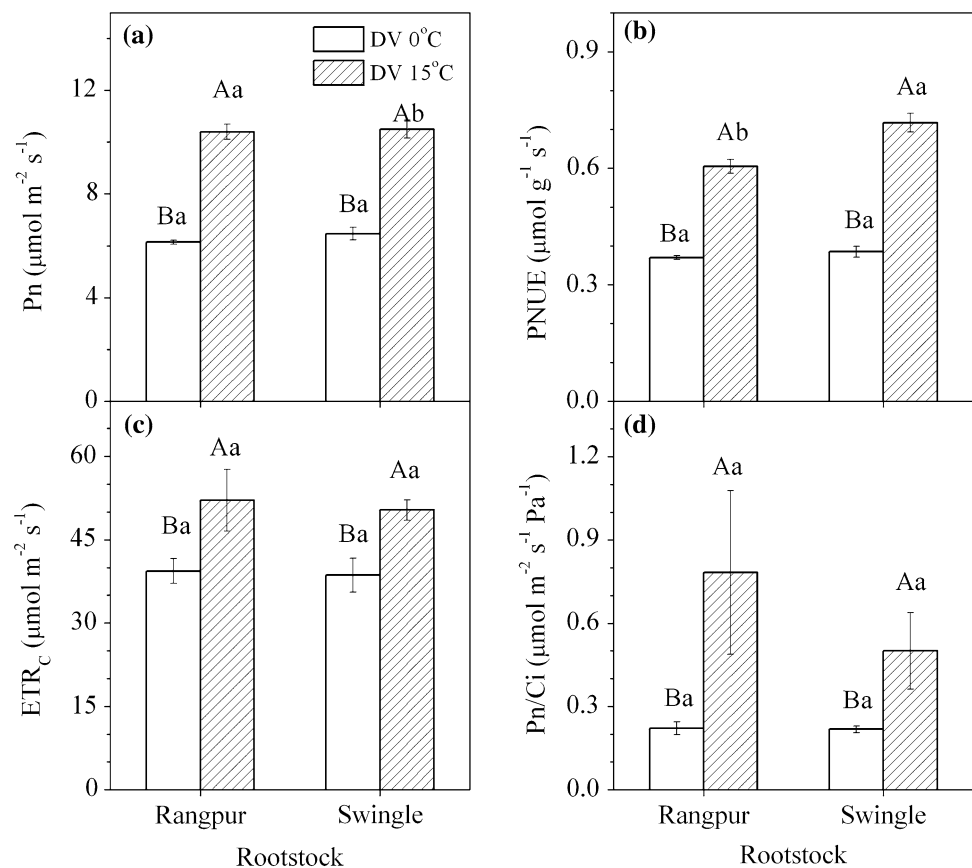 (a)
DV 0°C
DV 15°C
Pn (µmol m⁻² s⁻¹)
12
8
4
0
Ba
Aa
Ba
Ab
(b)
PNUE (µmol g⁻¹ s⁻¹)
0.9
0.6
0.3
0.0
Ba
Ab
Ba
Aa
(c)
ETR_C (µmol m⁻² s⁻¹)
60
45
30
15
0
Ba
Aa
Ba
Aa
Rangpur
Swingle
Rootstock
(d)
Pn/Ci (µmol m⁻² s⁻¹ Pa⁻¹)
1.2
0.9
0.6
0.3
0.0
Ba
Aa
Ba
Aa
Rangpur
Swingle
Rootstock